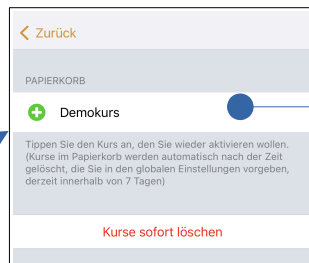 Zurück
PAPIERKORB
Demokurs
Tippen Sie den Kurs an, den Sie wieder aktivieren wollen.
(Kurse im Papierkorb werden automatisch nach der Zeit
gelöscht, die Sie in den globalen Einstellungen vorgeben,
derzeit innerhalb von 7 Tagen)
Kurse sofort löschen